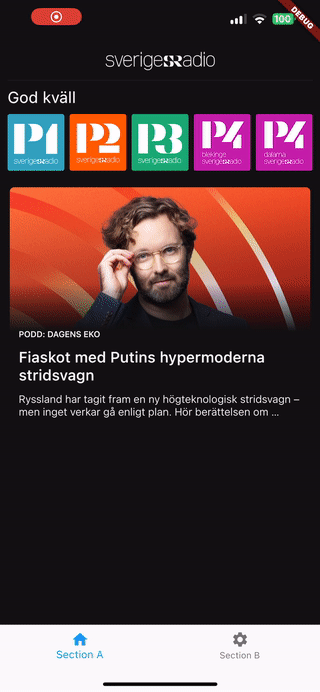 100
DEBUG
sverigesradio
God kväll
P1
sverigesradio
P2
sverigesradio
P3
sverigesradio
P4
blekinge
sverigesradio
P4
dalarna
sverigesradio
PODD: DAGENS EKO
Fiaskot med Putins hypermoderna
stridsvagn
Ryssland har tagit fram en ny högteknologisk stridsvagn –
men inget verkar gå enligt plan. Hör berättelsen om ...
Section A
Section B